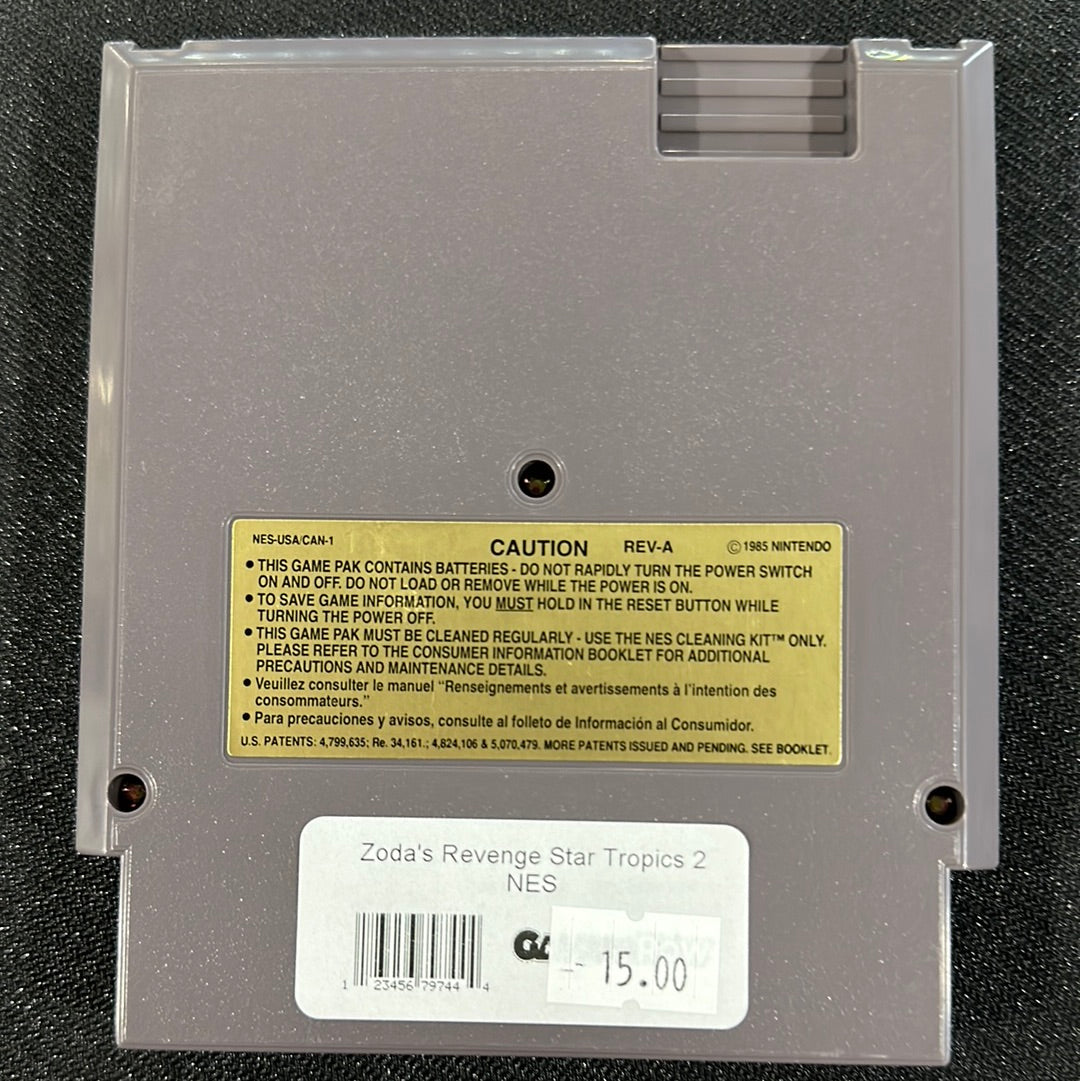 NES-USA/CAN-1 CAUTION REV-A ©1985 NINTENDO
• THIS GAME PAK CONTAINS BATTERIES - DO NOT RAPIDLY TURN THE POWER SWITCH
ON AND OFF. DO NOT LOAD OR REMOVE WHILE THE POWER IS ON.
• TO SAVE GAME INFORMATION, YOU MUST HOLD IN THE RESET BUTTON WHILE
TURNING THE POWER OFF.
• THIS GAME PAK MUST BE CLEANED REGULARLY - USE THE NES CLEANING KIT™ ONLY.
PLEASE REFER TO THE CONSUMER INFORMATION BOOKLET FOR ADDITIONAL
PRECAUTIONS AND MAINTENANCE DETAILS.
• Veuillez consulter le manuel “Renseignements et avertissements à l'intention des
consommateurs.”
• Para precauciones y avisos, consulte al folleto de Información al Consumidor.
U.S. PATENTS: 4,799,635; Re. 34,161.; 4,824,106 & 5,070,479. MORE PATENTS ISSUED AND PENDING. SEE BOOKLET.
Zoda's Revenge Star Tropics 2
NES
15.00
1 23456 79744 4